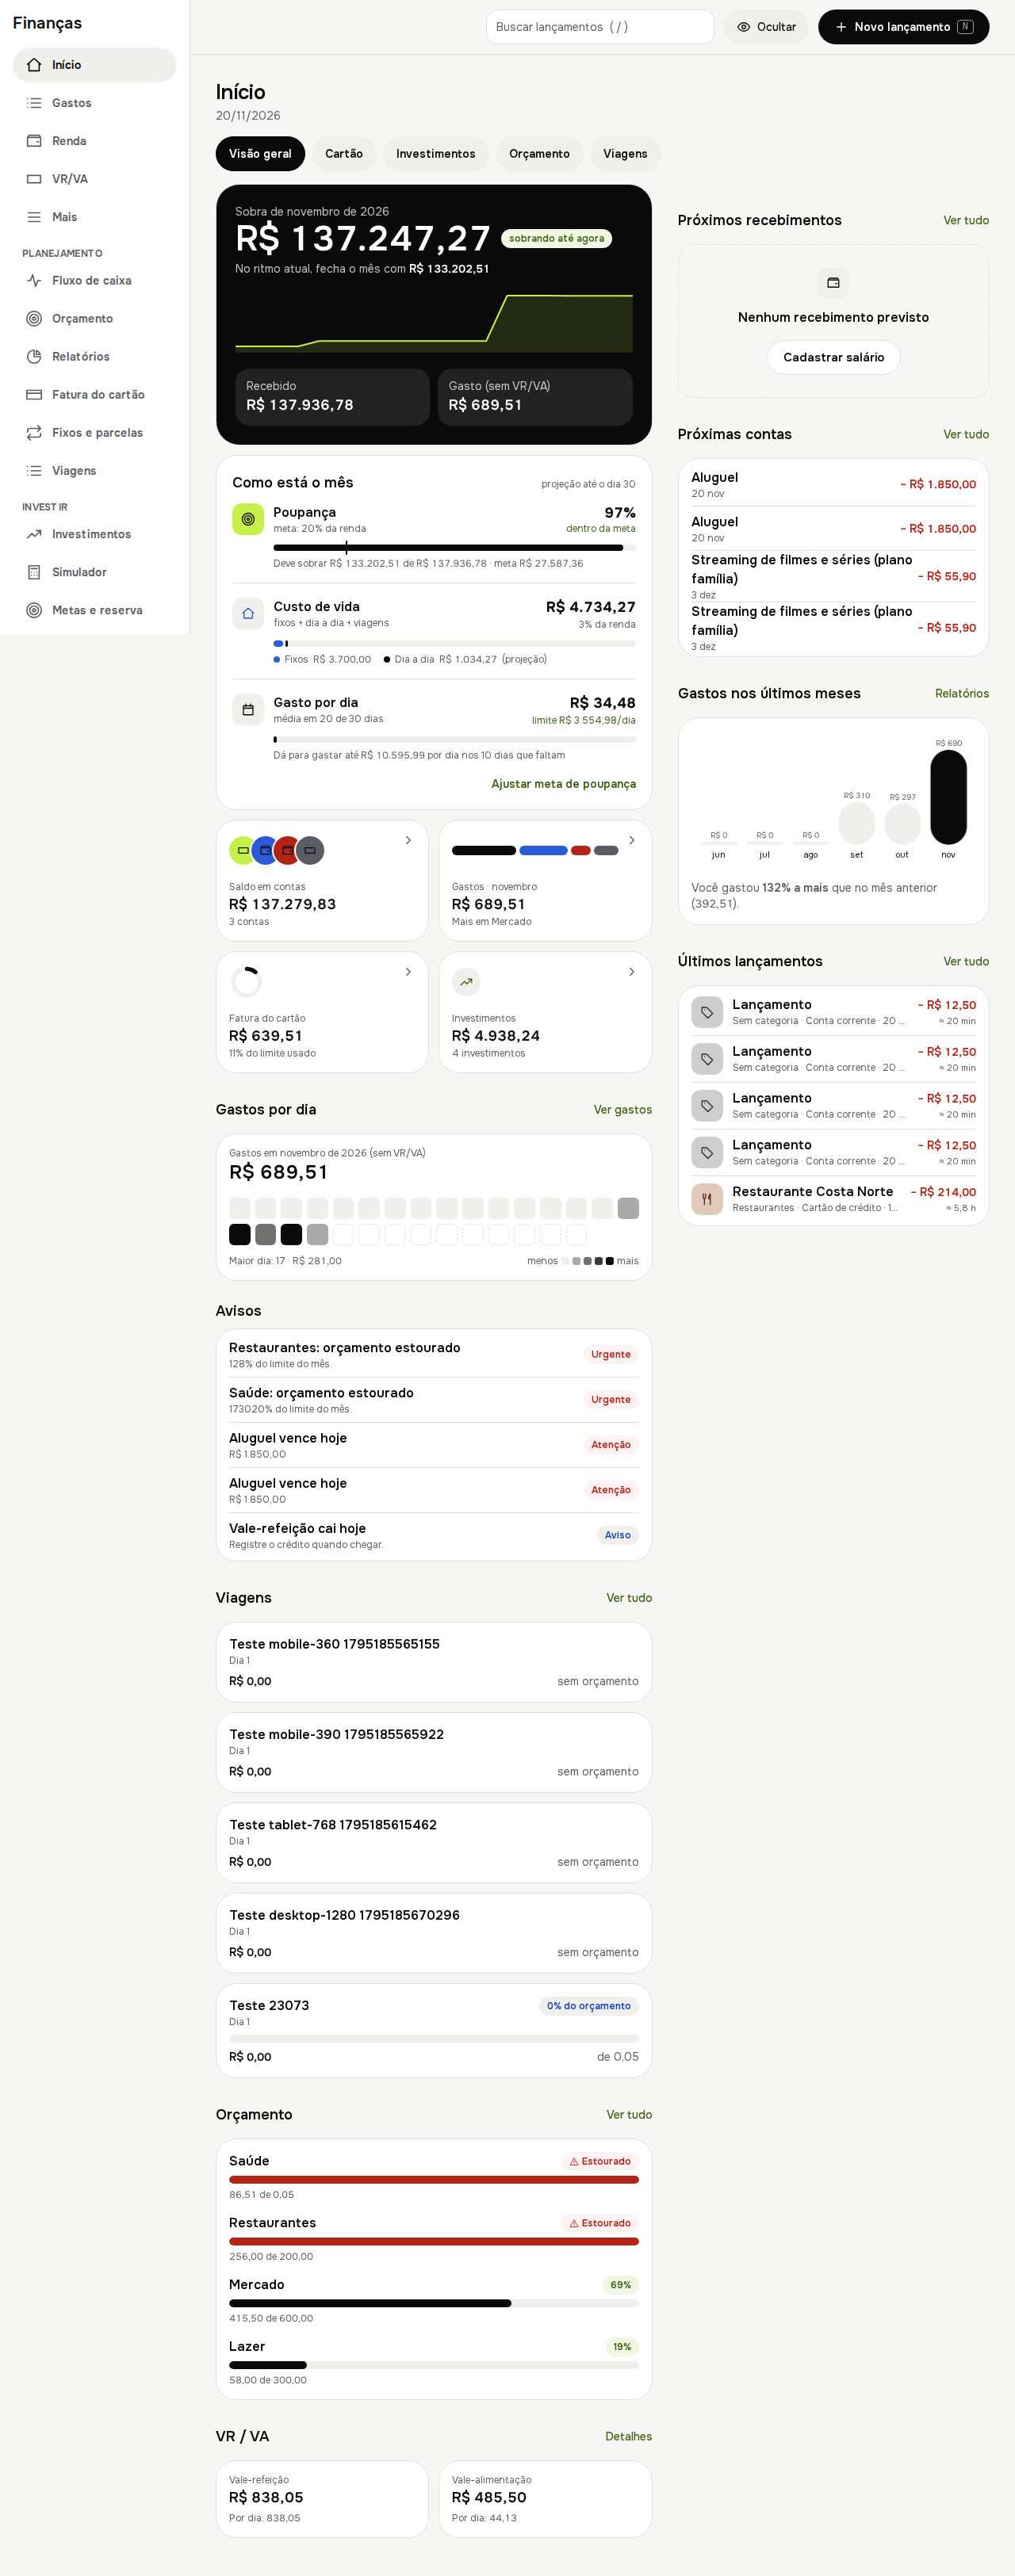 Finanças
Início
Gastos
Renda
VR/VA
Mais
PLANEJAMENTO
Fluxo de caixa
Orçamento
Relatórios
Fatura do cartão
Fixos e parcelas
Viagens
INVESTIR
Investimentos
Simulador
Metas e reserva
Buscar lançamentos ( / )
Ocultar
Novo lançamento N
Início
20/11/2026
Visão geral
Cartão
Investimentos
Orçamento
Viagens
Sobra de novembro de 2026
R$ 137.247,27 sobrando até agora
No ritmo atual, fecha o mês com R$ 133.202,51
Recebido
R$ 137.936,78
Gasto (sem VR/VA)
R$ 689,51
Como está o mês
projeção até o dia 30
Poupança 97%
meta: 20% da renda dentro da meta
Deve sobrar R$ 133.202,51 de R$ 137.936,78 · meta R$ 27.587,36
Custo de vida R$ 4.734,27
fixos + dia a dia + viagens 3% da renda
Fixos R$ 3.700,00 Dia a dia R$ 1.034,27 (projeção)
Gasto por dia R$ 34,48
média em 20 de 30 dias limite R$ 3.554,98/dia
Dá para gastar até R$ 10.595,99 por dia nos 10 dias que faltam
Ajustar meta de poupança
Saldo em contas
R$ 137.279,83
3 contas
Gastos · novembro
R$ 689,51
Mais em Mercado
Fatura do cartão
R$ 639,51
11% do limite usado
Investimentos
R$ 4.938,24
4 investimentos
Gastos por dia Ver gastos
Gastos em novembro de 2026 (sem VR/VA)
R$ 689,51
Maior dia: 17 · R$ 281,00
menos mais
Avisos
Restaurantes: orçamento estourado
128% do limite do mês.
Urgente
Saúde: orçamento estourado
173020% do limite do mês.
Urgente
Aluguel vence hoje
R$ 1.850,00
Atenção
Aluguel vence hoje
R$ 1.850,00
Atenção
Vale-refeição cai hoje
Registre o crédito quando chegar.
Aviso
Viagens Ver tudo
Teste mobile-360 1795185565155
Dia 1
R$ 0,00 sem orçamento
Teste mobile-390 1795185565922
Dia 1
R$ 0,00 sem orçamento
Teste tablet-768 1795185615462
Dia 1
R$ 0,00 sem orçamento
Teste desktop-1280 1795185670296
Dia 1
R$ 0,00 sem orçamento
Teste 23073 0% do orçamento
Dia 1
R$ 0,00 de 0,05
Orçamento Ver tudo
Saúde Estourado
86,51 de 0,05
Restaurantes Estourado
256,00 de 200,00
Mercado 69%
415,50 de 600,00
Lazer 19%
58,00 de 300,00
VR / VA Detalhes
Vale-refeição
R$ 838,05
Por dia: 838,05
Vale-alimentação
R$ 485,50
Por dia: 44,13
Próximos recebimentos Ver tudo
Nenhum recebimento previsto
Cadastrar salário
Próximas contas Ver tudo
Aluguel
20 nov
− R$ 1.850,00
Aluguel
20 nov
− R$ 1.850,00
Streaming de filmes e séries (plano
família)
3 dez
− R$ 55,90
Streaming de filmes e séries (plano
família)
3 dez
− R$ 55,90
Gastos nos últimos meses Relatórios
R$ 0 R$ 0 R$ 0 R$ 310 R$ 297 R$ 690
jun jul ago set out nov
Você gastou 132% a mais que no mês anterior
(392,51).
Últimos lançamentos Ver tudo
Lançamento − R$ 12,50
Sem categoria · Conta corrente · 20 ... ≈ 20 min
Lançamento − R$ 12,50
Sem categoria · Conta corrente · 20 ... ≈ 20 min
Lançamento − R$ 12,50
Sem categoria · Conta corrente · 20 ... ≈ 20 min
Lançamento − R$ 12,50
Sem categoria · Conta corrente · 20 ... ≈ 20 min
Restaurante Costa Norte − R$ 214,00
Restaurantes · Cartão de crédito · 1... ≈ 5,8 h